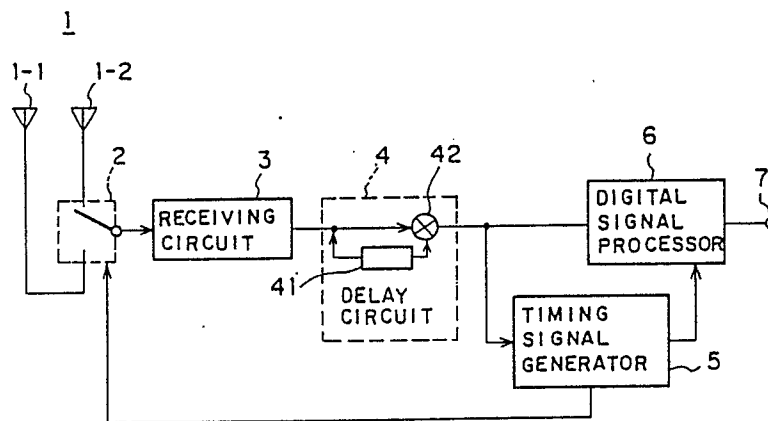 1
1-1
1-2
2
3
RECEIVING
CIRCUIT
4
42
41
DELAY
CIRCUIT
6
DIGITAL
SIGNAL
PROCESSOR
7
TIMING
SIGNAL
GENERATOR
5